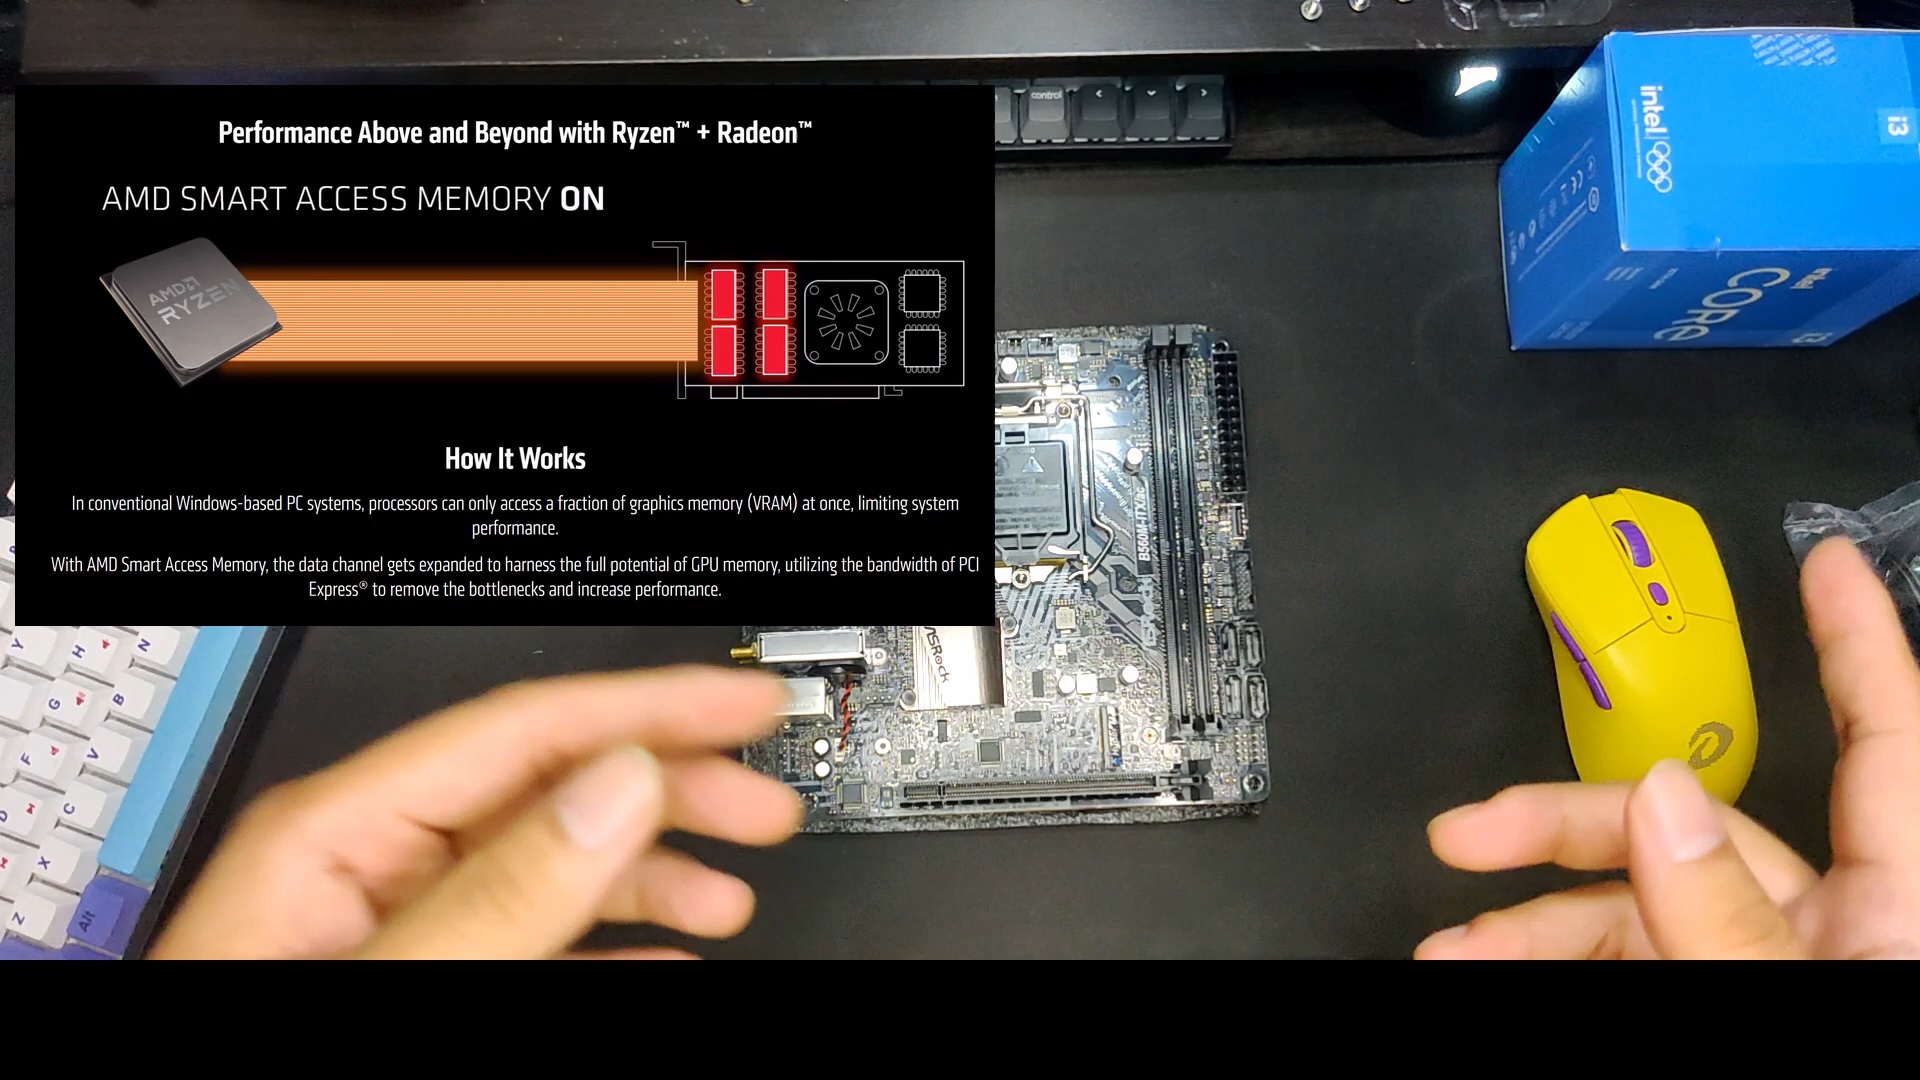 Performance Above and Beyond with Ryzen™ + Radeon™
AMD SMART ACCESS MEMORY ON
AMD
RYZEN
How It Works
In conventional Windows-based PC systems, processors can only access a fraction of graphics memory (VRAM) at once, limiting system
performance.
With AMD Smart Access Memory, the data channel gets expanded to harness the full potential of GPU memory, utilizing the bandwidth of PCI
Express® to remove the bottlenecks and increase performance.
control
intel
i3
intel
CORE
i3
B560M-ITX/ac
ASRock
Y
H
N
G
B
F
V
D
C
X
Z
Alt